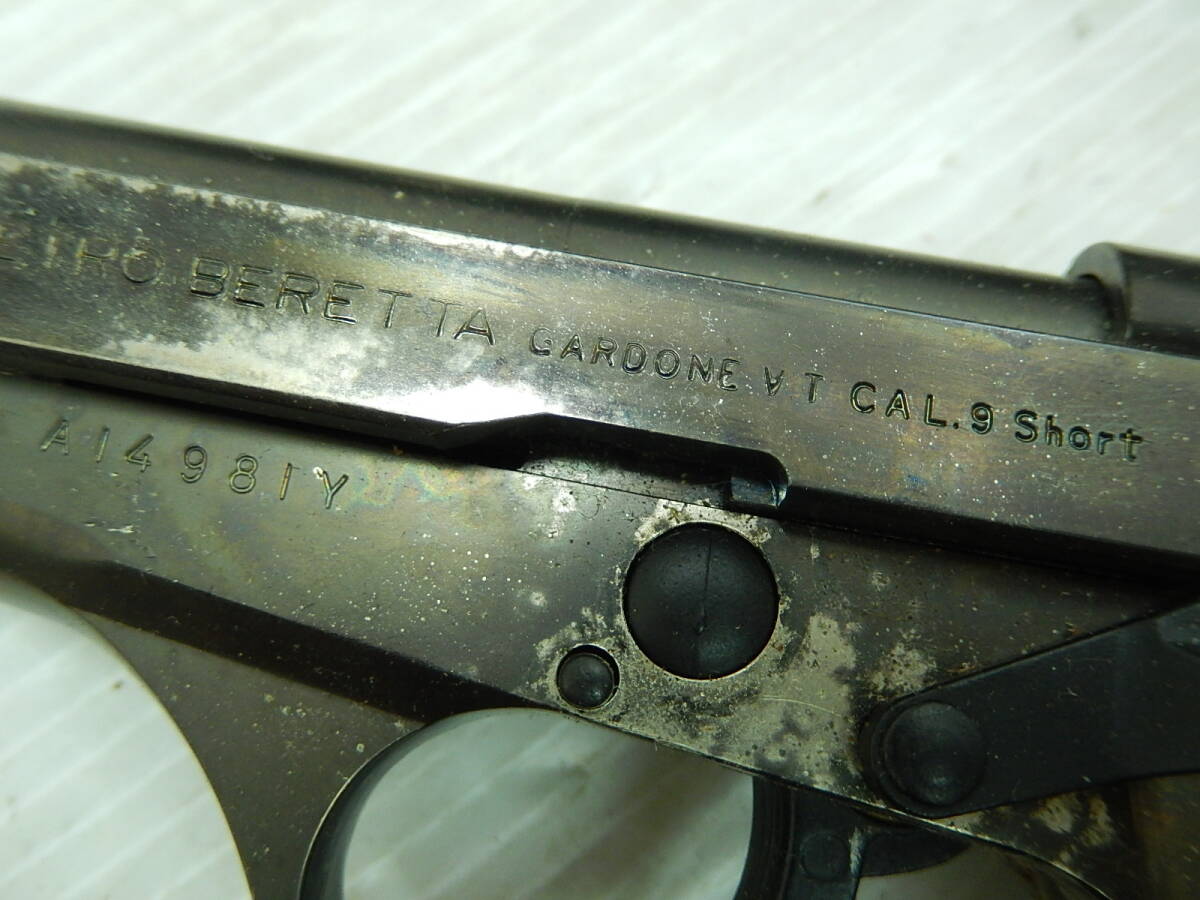 BERETTA GARDONE V T CAL.9 Short
A14981Y